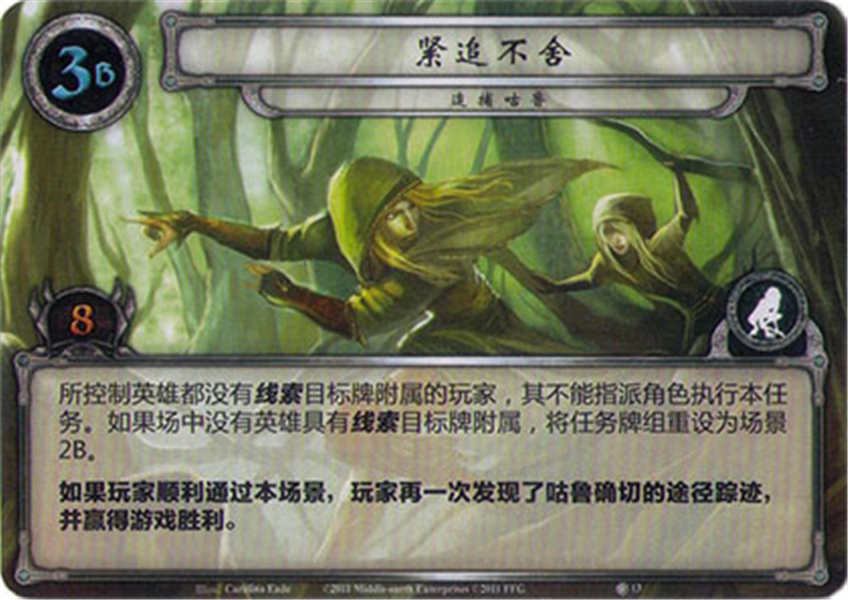 3B
紧追不舍
追捕咕鲁
8
所控制英雄都没有线索目标牌附属的玩家，其不能指派角色执行本任
务。如果场中没有英雄具有线索目标牌附属，将任务牌组重设为场景
2B。
如果玩家顺利通过本场景，玩家再一次发现了咕鲁确切的途径踪迹，
并赢得游戏胜利。
Illus. ©2011 Middle-earth Enterprises ©2011 FFG 13